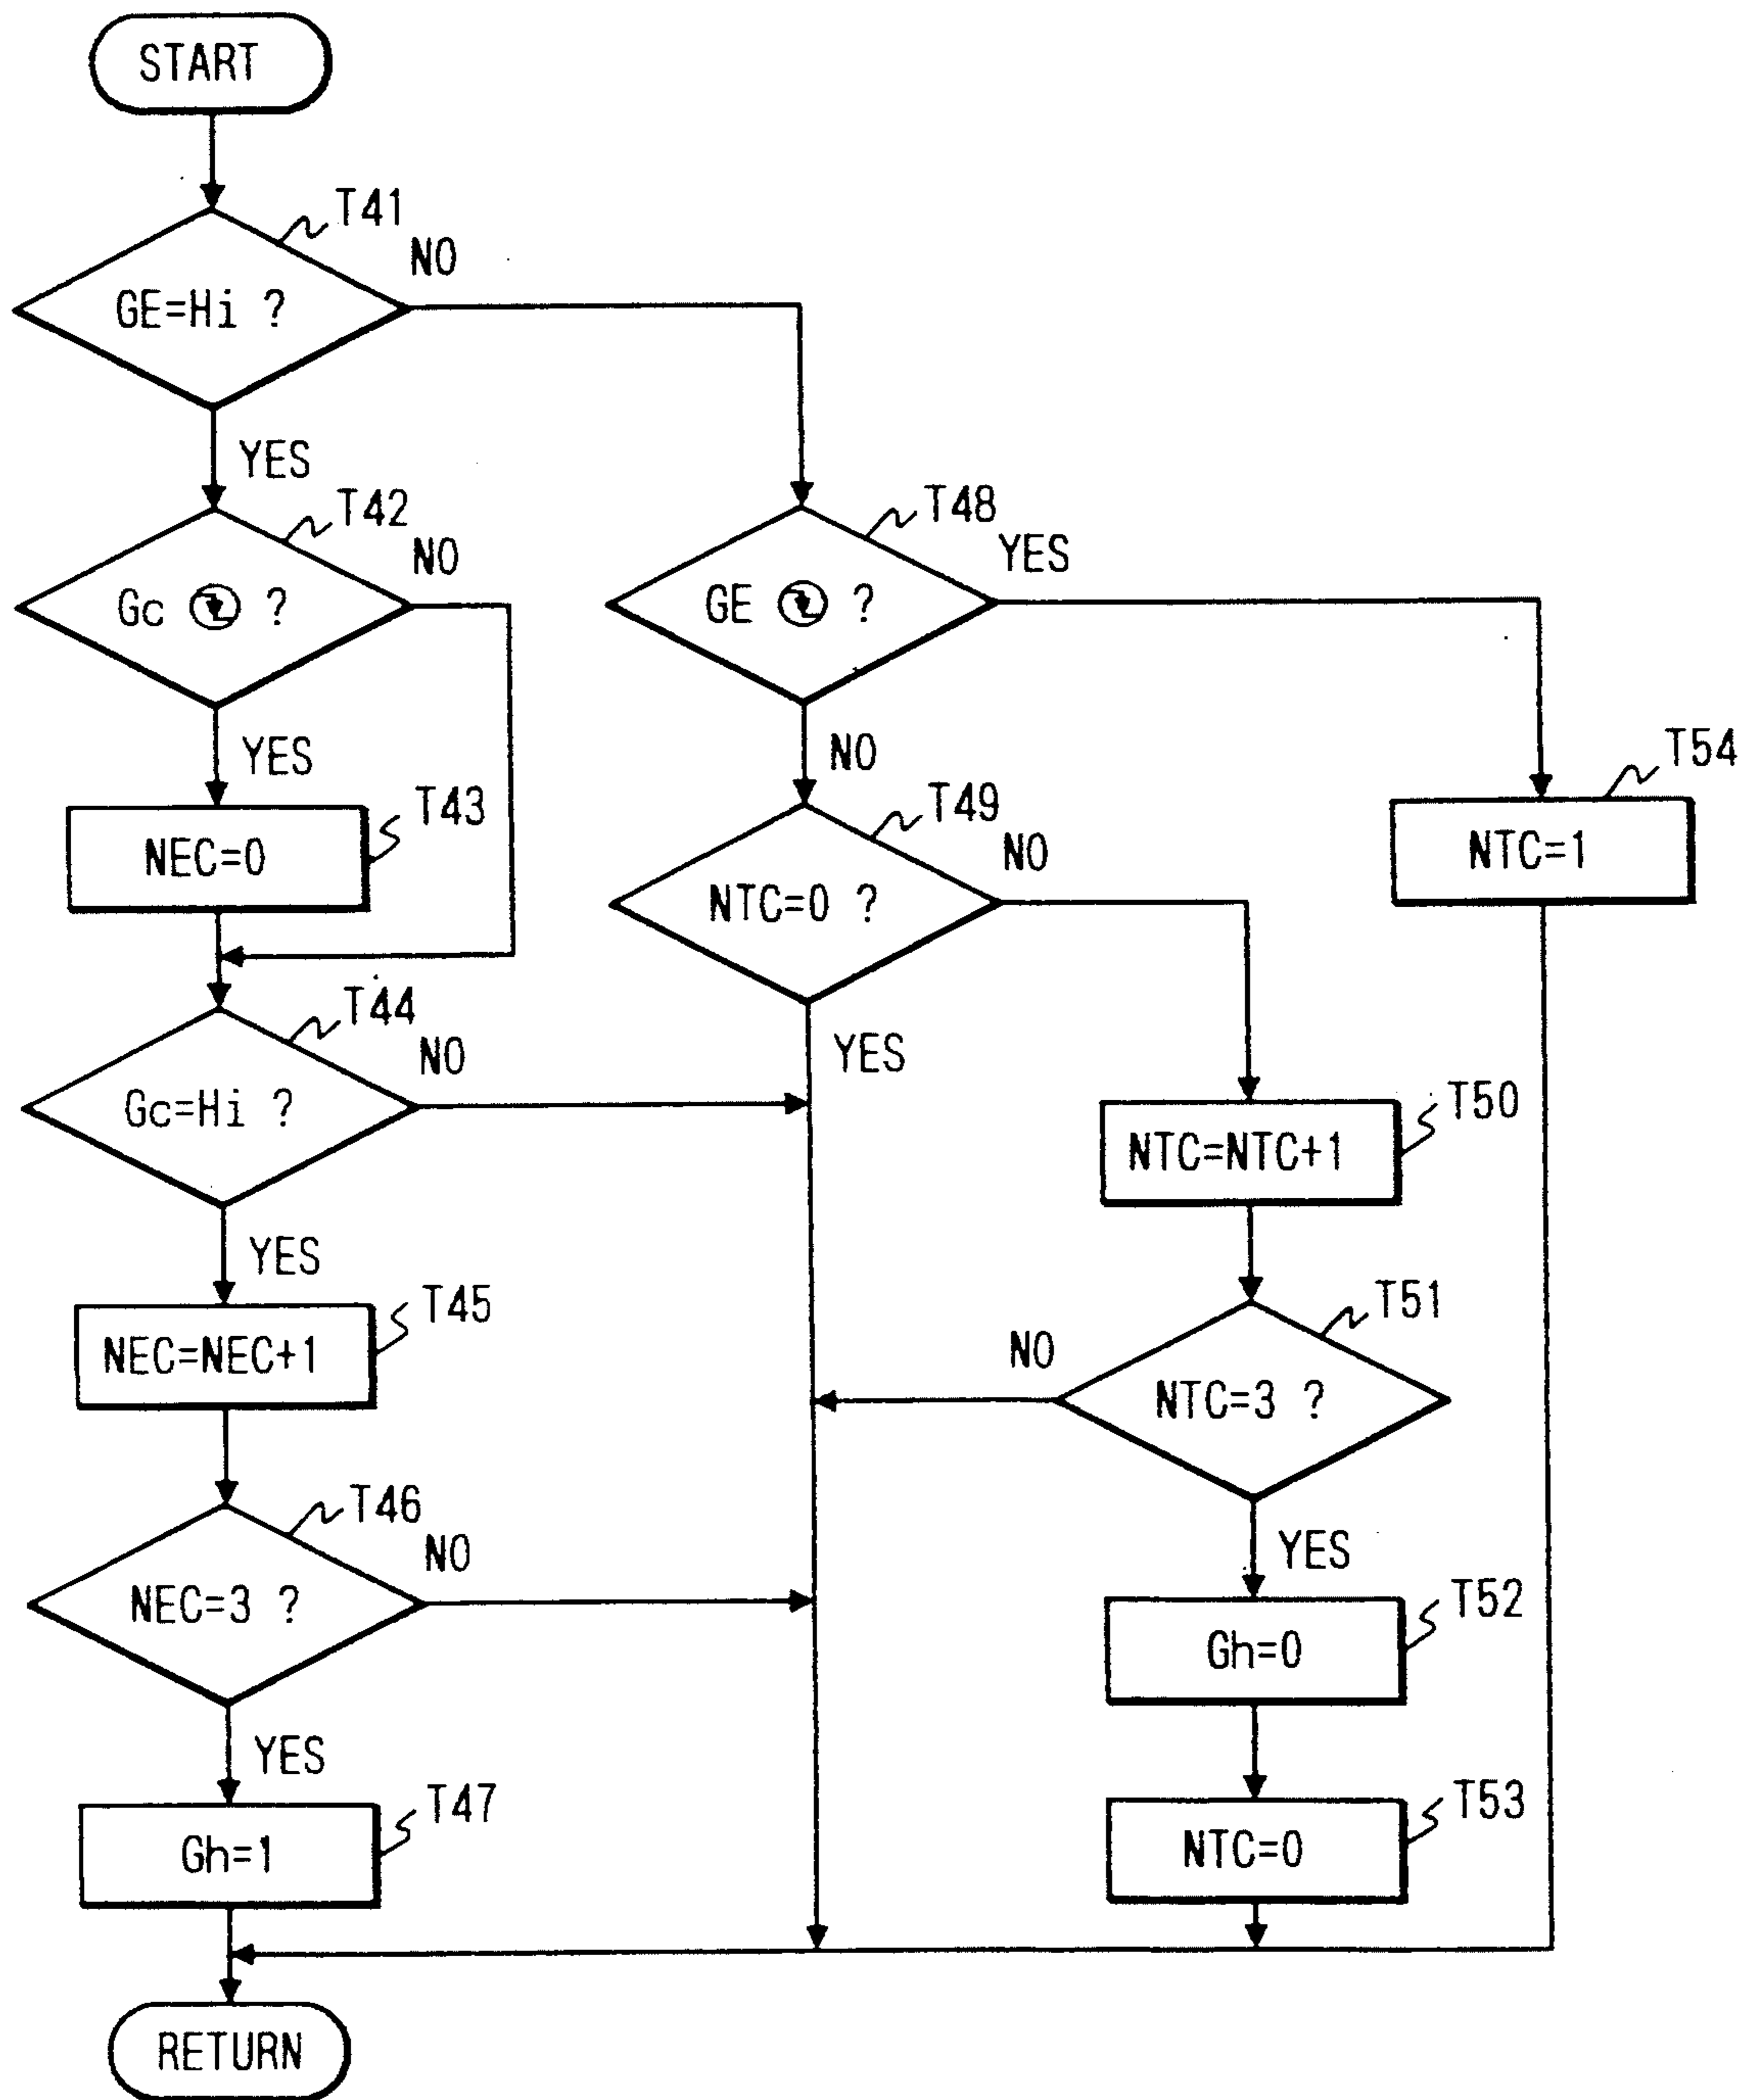 START
T41
GE=Hi ?
NO
YES
T42
Gc ?
NO
YES
T43
NEC=0
T44
Gc=Hi ?
NO
YES
T45
NEC=NEC+1
T46
NEC=3 ?
NO
YES
T47
Gh=1
RETURN
T48
GE ?
YES
NO
T49
NTC=0 ?
NO
YES
T50
NTC=NTC+1
T51
NTC=3 ?
NO
YES
T52
Gh=0
T53
NTC=0
T54
NTC=1